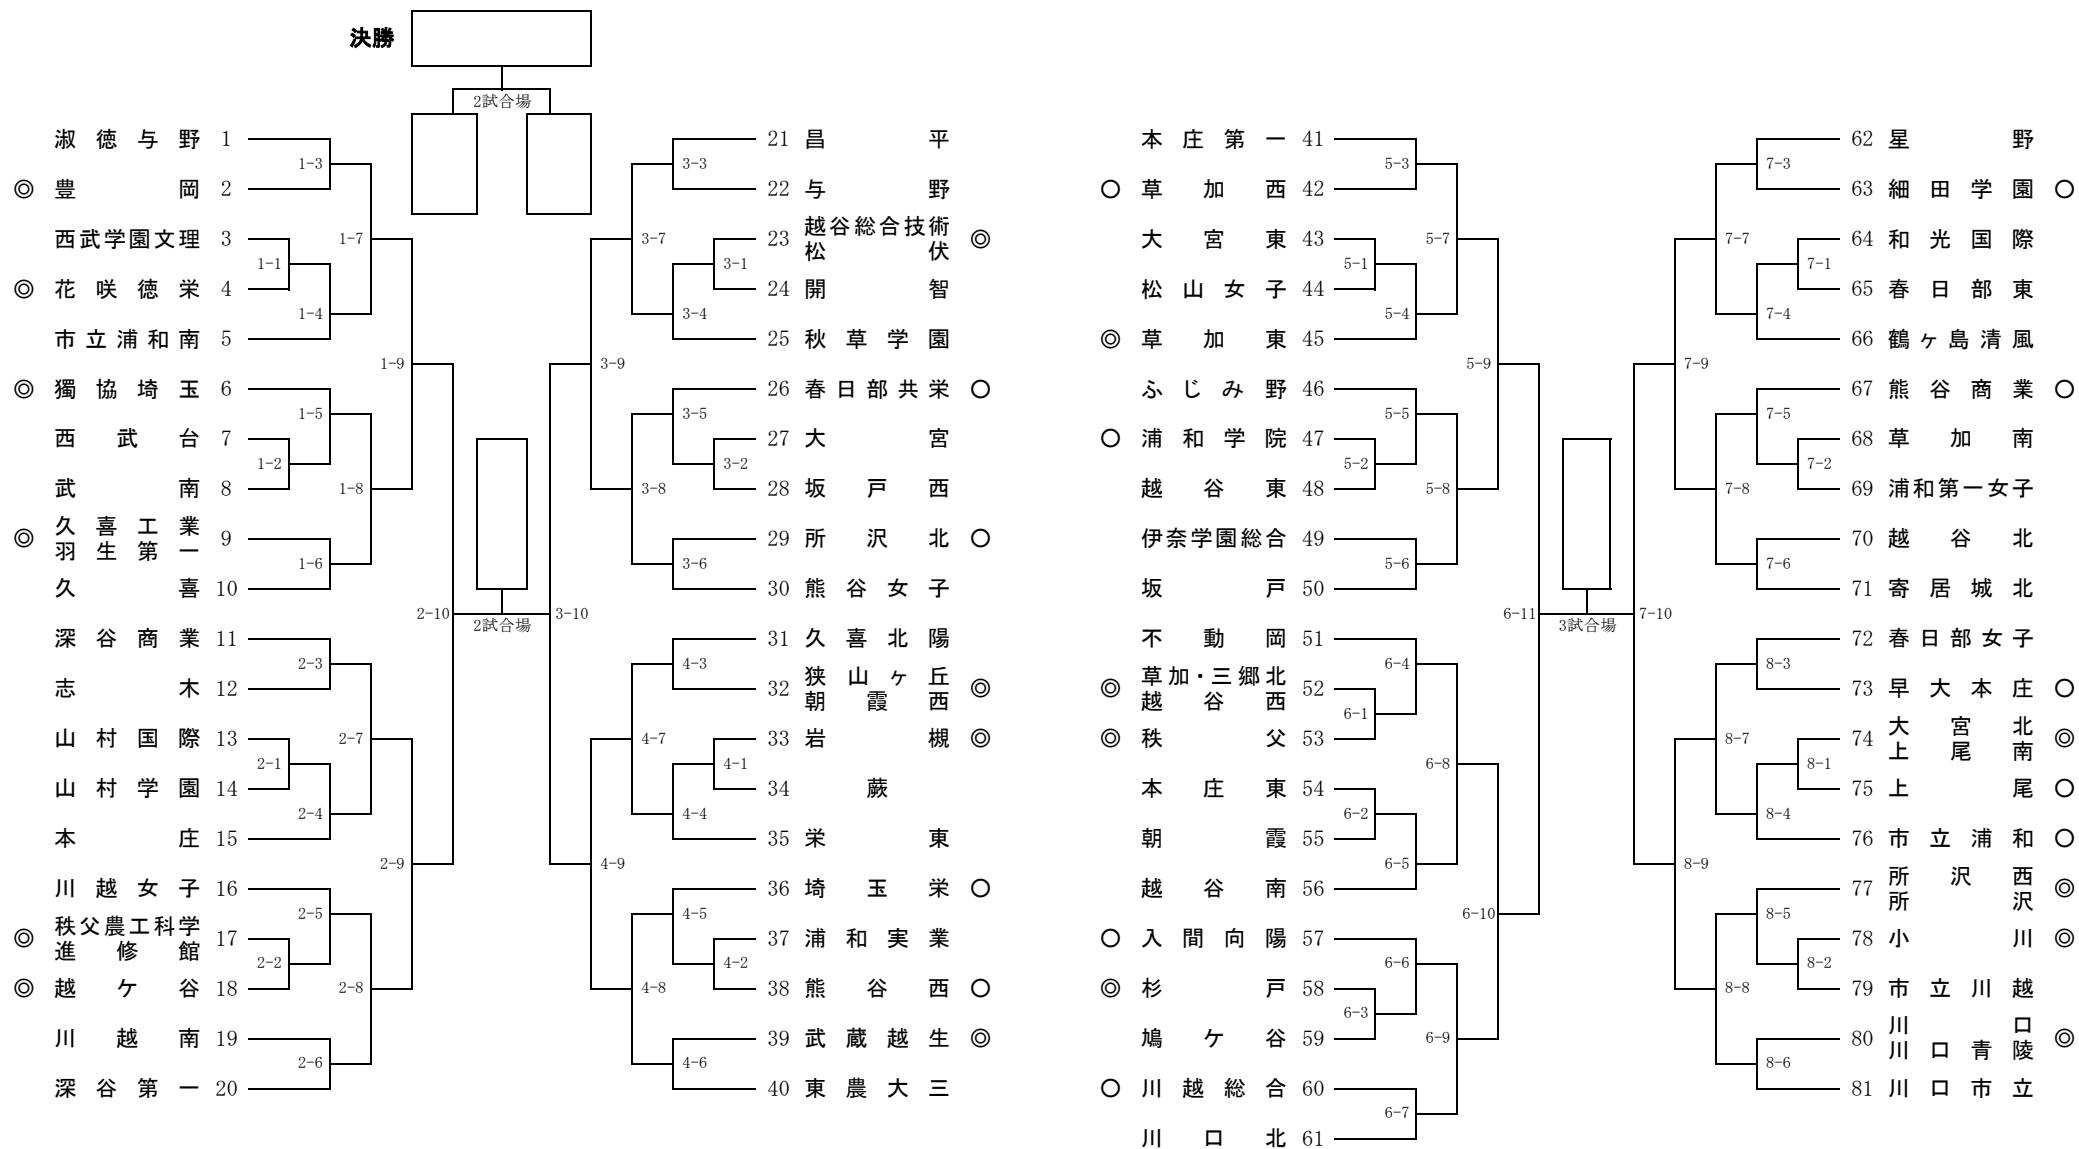 決勝
2試合場
淑徳与野 1
◎ 豊岡 2
西武学園文理 3
◎ 花咲徳栄 4
市立浦和南 5
◎ 獨協埼玉 6
西武台 7
武南 8
◎ 久喜工業 9
羽生第一
久喜 10
深谷商業 11
志木 12
山村国際 13
山村学園 14
本庄 15
川越女子 16
◎ 秩父農工科学 17
進修館
◎ 越ケ谷 18
川越南 19
深谷第一 20
1-3
1-7
1-1
1-4
1-9
1-5
1-2
1-8
1-6
2-10
2-3
2-7
2-1
2-4
2-9
2-5
2-2
2-8
2-6
2試合場
3-3
3-7
3-1
3-4
3-9
3-5
3-2
3-8
3-6
3-10
4-3
4-7
4-1
4-4
4-9
4-5
4-2
4-8
4-6
21 昌平
22 与野
23 越谷総合技術 ◎
松伏
24 開智
25 秋草学園
26 春日部共栄 〇
27 大宮
28 坂戸西
29 所沢北 〇
30 熊谷女子
31 久喜北陽
32 狭山ヶ丘 ◎
朝霞西
33 岩槻 ◎
34 蕨
35 栄東
36 埼玉栄 〇
37 浦和実業
38 熊谷西 〇
39 武蔵越生 ◎
40 東農大三
本庄第一 41
〇 草加西 42
大宮東 43
松山女子 44
◎ 草加東 45
ふじみ野 46
〇 浦和学院 47
越谷東 48
伊奈学園総合 49
坂戸 50
不動岡 51
◎ 草加・三郷北 52
越谷西
◎ 秩父 53
本庄東 54
朝霞 55
越谷南 56
〇 入間向陽 57
◎ 杉戸 58
鳩ケ谷 59
〇 川越総合 60
川口北 61
5-3
5-7
5-1
5-4
5-9
5-5
5-2
5-8
5-6
6-11
6-4
6-1
6-8
6-2
6-5
6-10
6-6
6-3
6-9
6-7
3試合場
7-3
7-7
7-1
7-4
7-9
7-5
7-2
7-8
7-6
7-10
8-3
8-7
8-1
8-4
8-9
8-5
8-2
8-8
8-6
62 星野
63 細田学園 〇
64 和光国際
65 春日部東
66 鶴ヶ島清風
67 熊谷商業 〇
68 草加南
69 浦和第一女子
70 越谷北
71 寄居城北
72 春日部女子
73 早大本庄 〇
74 大宮北 ◎
上尾南
75 上尾 〇
76 市立浦和 〇
77 所沢西 ◎
所沢
78 小川 ◎
79 市立川越
80 川口 ◎
川口青陵
81 川口市立